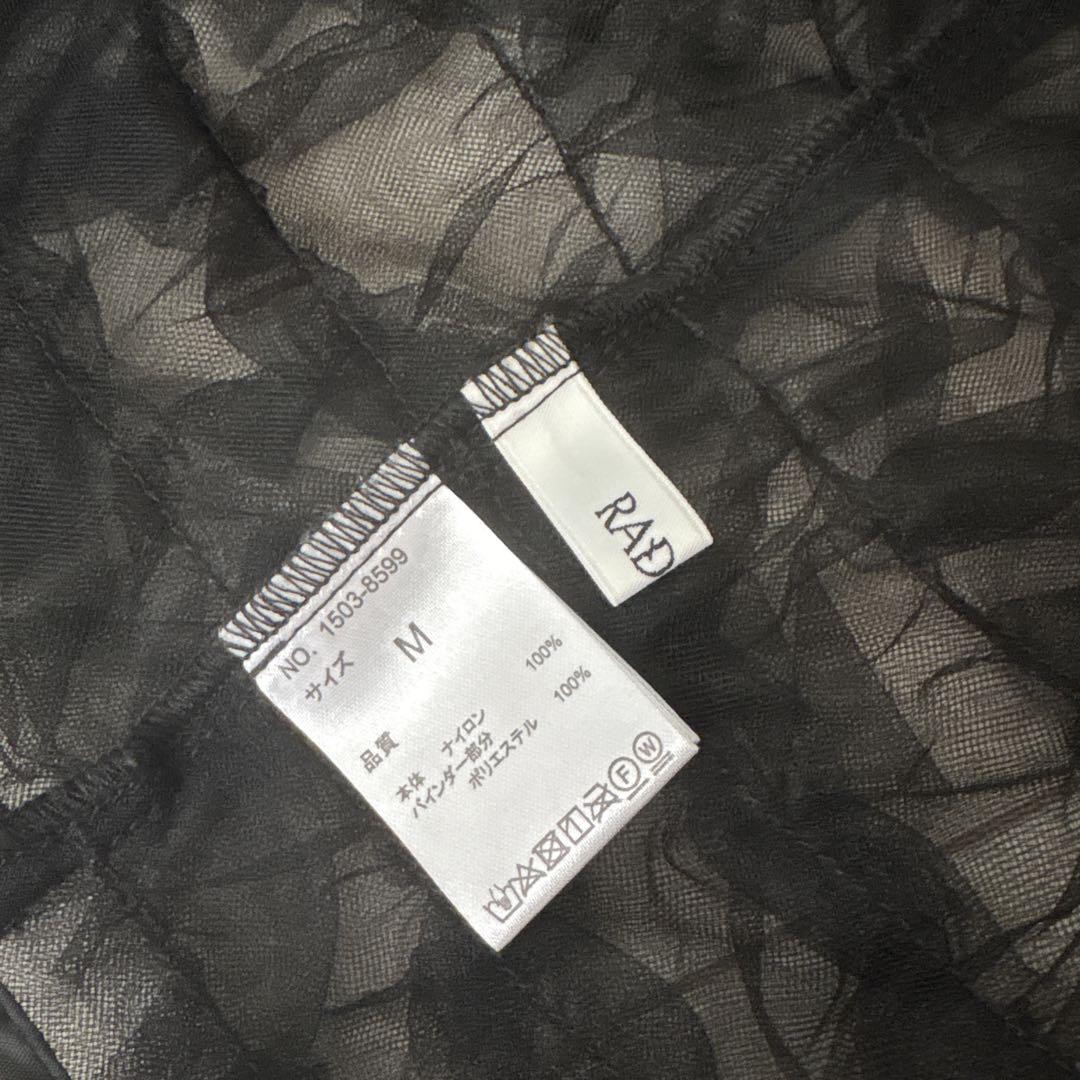 RAD
NO. 1503-8599
サイズ M
品質
本体 ナイロン 100%
バインダー部分
ポリエステル 100%
F W